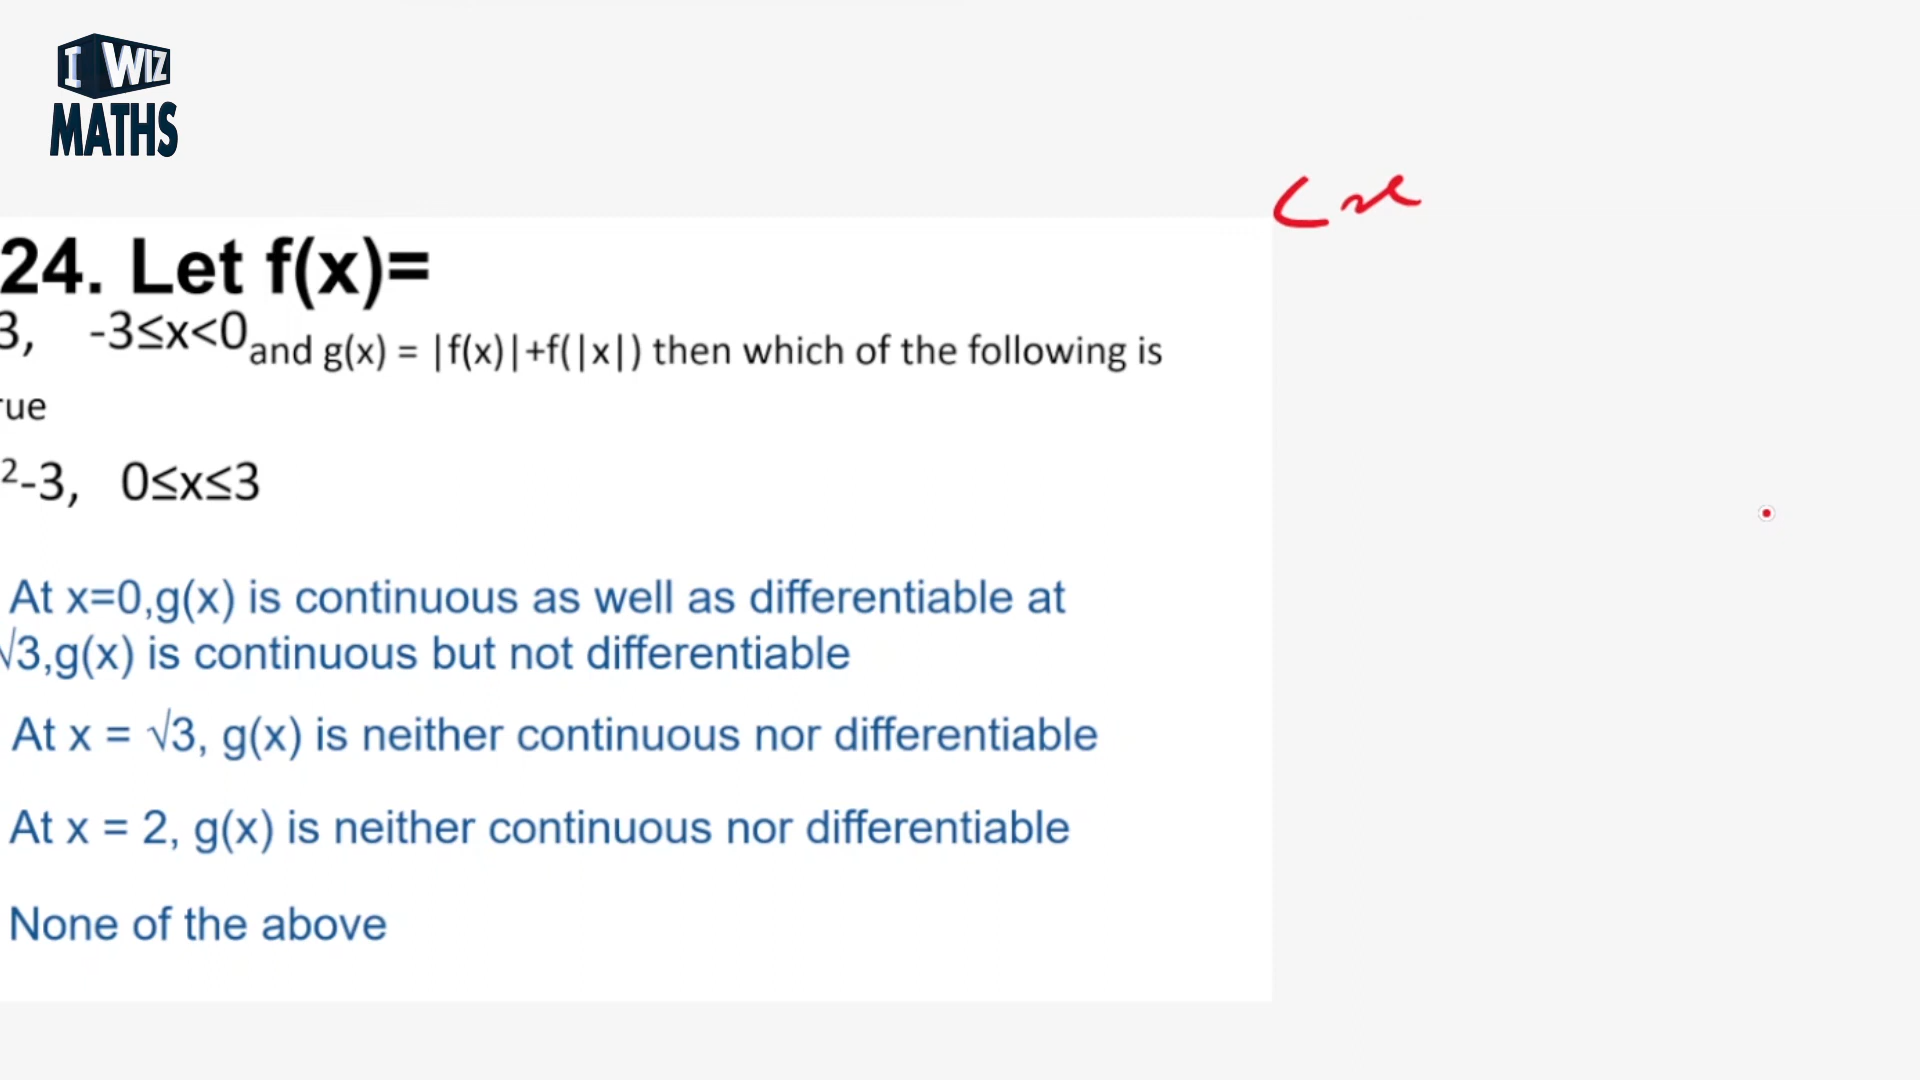 I WIZ
MATHS
24. Let f(x)=
3, -3≤x<0 and g(x) = |f(x)|+f(|x|) then which of the following is
rue
²-3, 0≤x≤3
At x=0,g(x) is continuous as well as differentiable at
√3,g(x) is continuous but not differentiable
At x = √3, g(x) is neither continuous nor differentiable
At x = 2, g(x) is neither continuous nor differentiable
None of the above